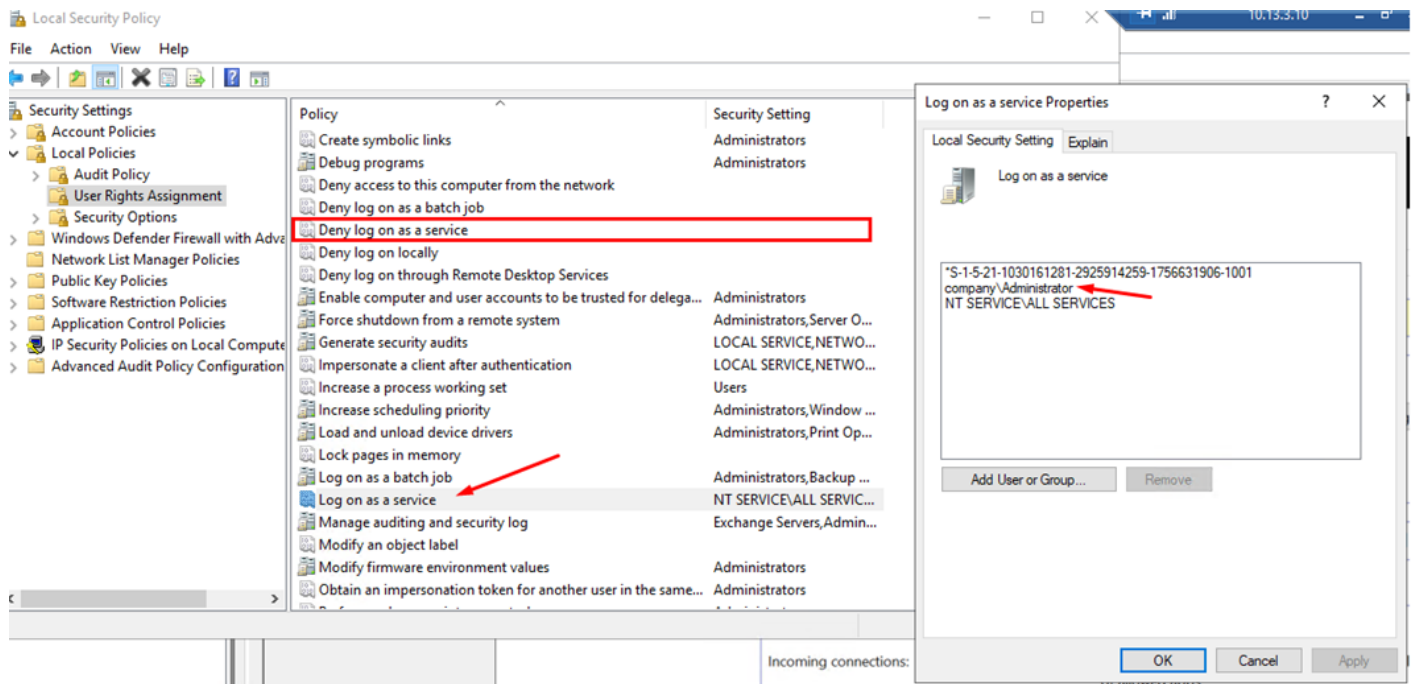 Local Security Policy
10.13.3.10
File Action View Help
Security Settings
Account Policies
Local Policies
Audit Policy
User Rights Assignment
Security Options
Windows Defender Firewall with Adva
Network List Manager Policies
Public Key Policies
Software Restriction Policies
Application Control Policies
IP Security Policies on Local Compute
Advanced Audit Policy Configuration
Policy Security Setting
Create symbolic links Administrators
Debug programs Administrators
Deny access to this computer from the network
Deny log on as a batch job
Deny log on as a service
Deny log on locally
Deny log on through Remote Desktop Services
Enable computer and user accounts to be trusted for delega... Administrators
Force shutdown from a remote system Administrators,Server O...
Generate security audits LOCAL SERVICE,NETWO...
Impersonate a client after authentication LOCAL SERVICE,NETWO...
Increase a process working set Users
Increase scheduling priority Administrators,Window ...
Load and unload device drivers Administrators,Print Op...
Lock pages in memory
Log on as a batch job Administrators,Backup ...
Log on as a service NT SERVICE\ALL SERVIC...
Manage auditing and security log Exchange Servers,Admin...
Modify an object label
Modify firmware environment values Administrators
Obtain an impersonation token for another user in the same... Administrators
Log on as a service Properties
?
Local Security Setting Explain
Log on as a service
*S-1-5-21-1030161281-2925914259-1756631906-1001
company\Administrator
NT SERVICE\ALL SERVICES
Add User or Group... Remove
OK Cancel Apply
Incoming connections: